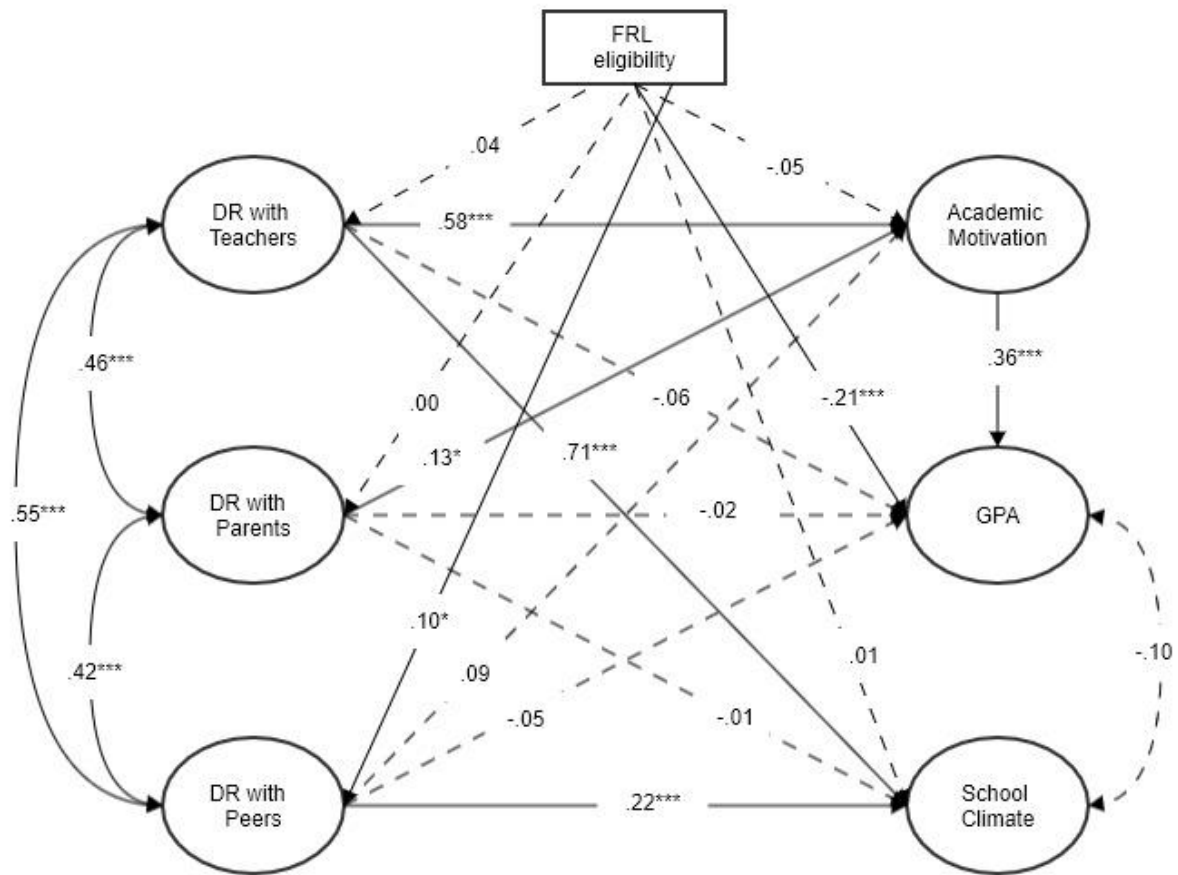 FRL
eligibility
.04
-.05
DR with
Teachers
.58***
Academic
Motivation
.46***
.36***
.00
-.06
-.21***
.13*
.71***
.55***
DR with
Parents
-.02
GPA
.10*
.42***
.09
.01
-.10
-.05
-.01
DR with
Peers
.22***
School
Climate